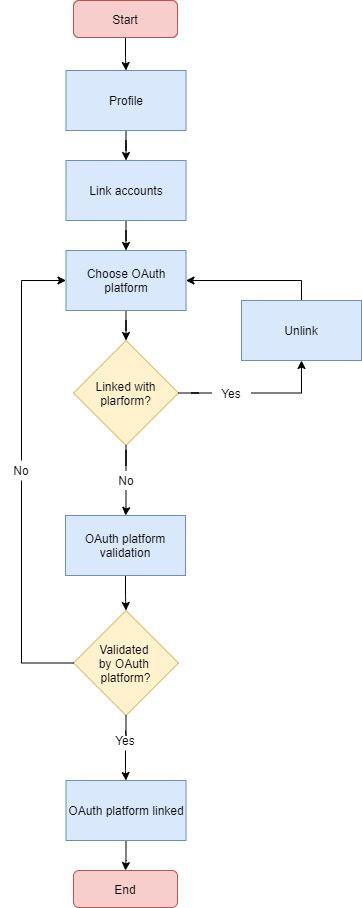 Start
Profile
Link accounts
Choose OAuth
platform
Unlink
Linked with
plarform?
Yes
No
No
OAuth platform
validation
Validated
by OAuth
platform?
Yes
OAuth platform linked
End